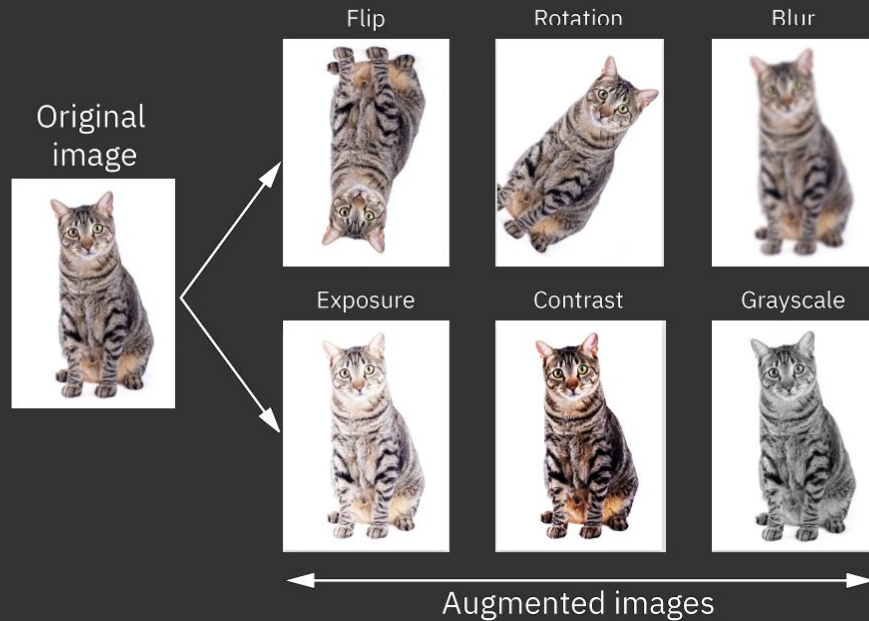 Flip
Rotation
Blur
Original
image
Exposure
Contrast
Grayscale
Augmented images